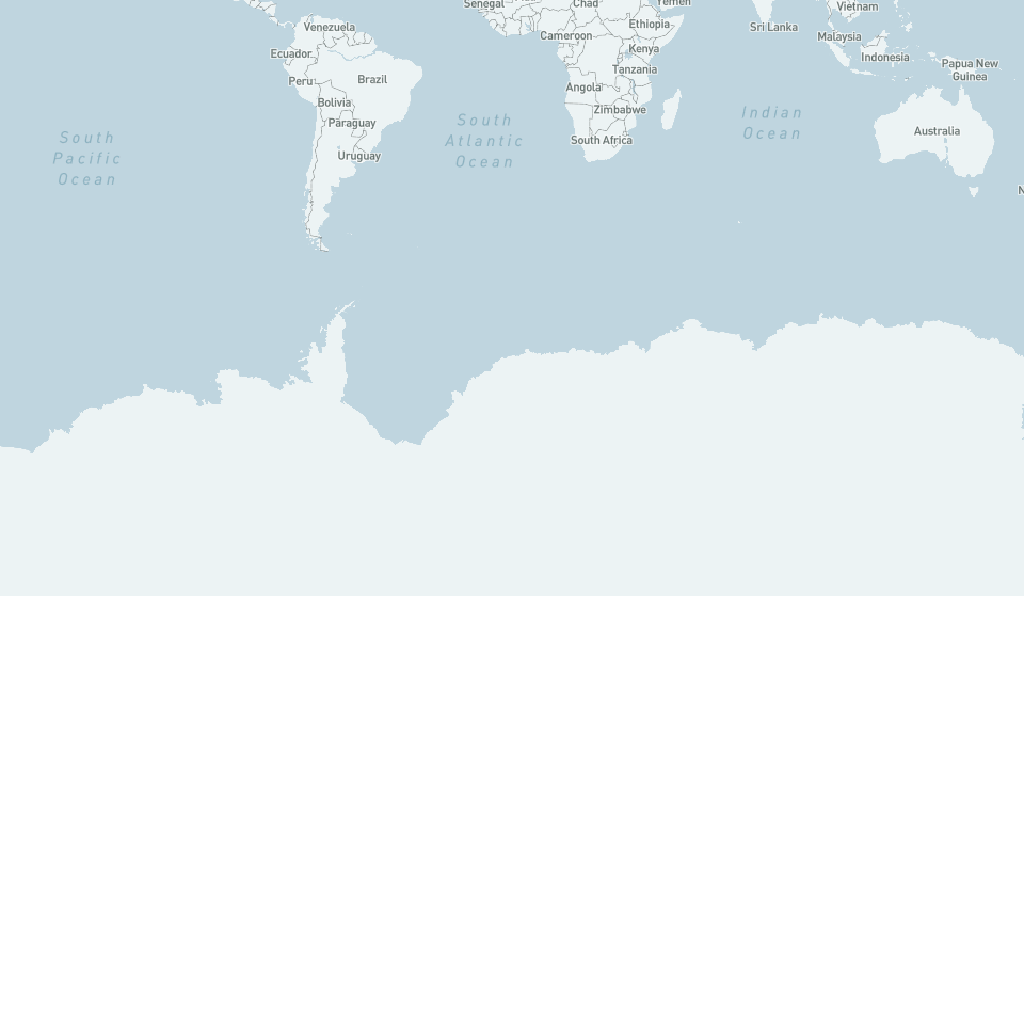 Senegal
Chad
Yemen
Vietnam
Venezuela
Ethiopia
Sri Lanka
Cameroon
Malaysia
Ecuador
Kenya
Indonesia
Papua New
Guinea
Peru
Brazil
Tanzania
Angola
Bolivia
Zimbabwe
Indian
Ocean
South
Atlantic
Ocean
Paraguay
Australia
South
Pacific
Ocean
South Africa
Uruguay